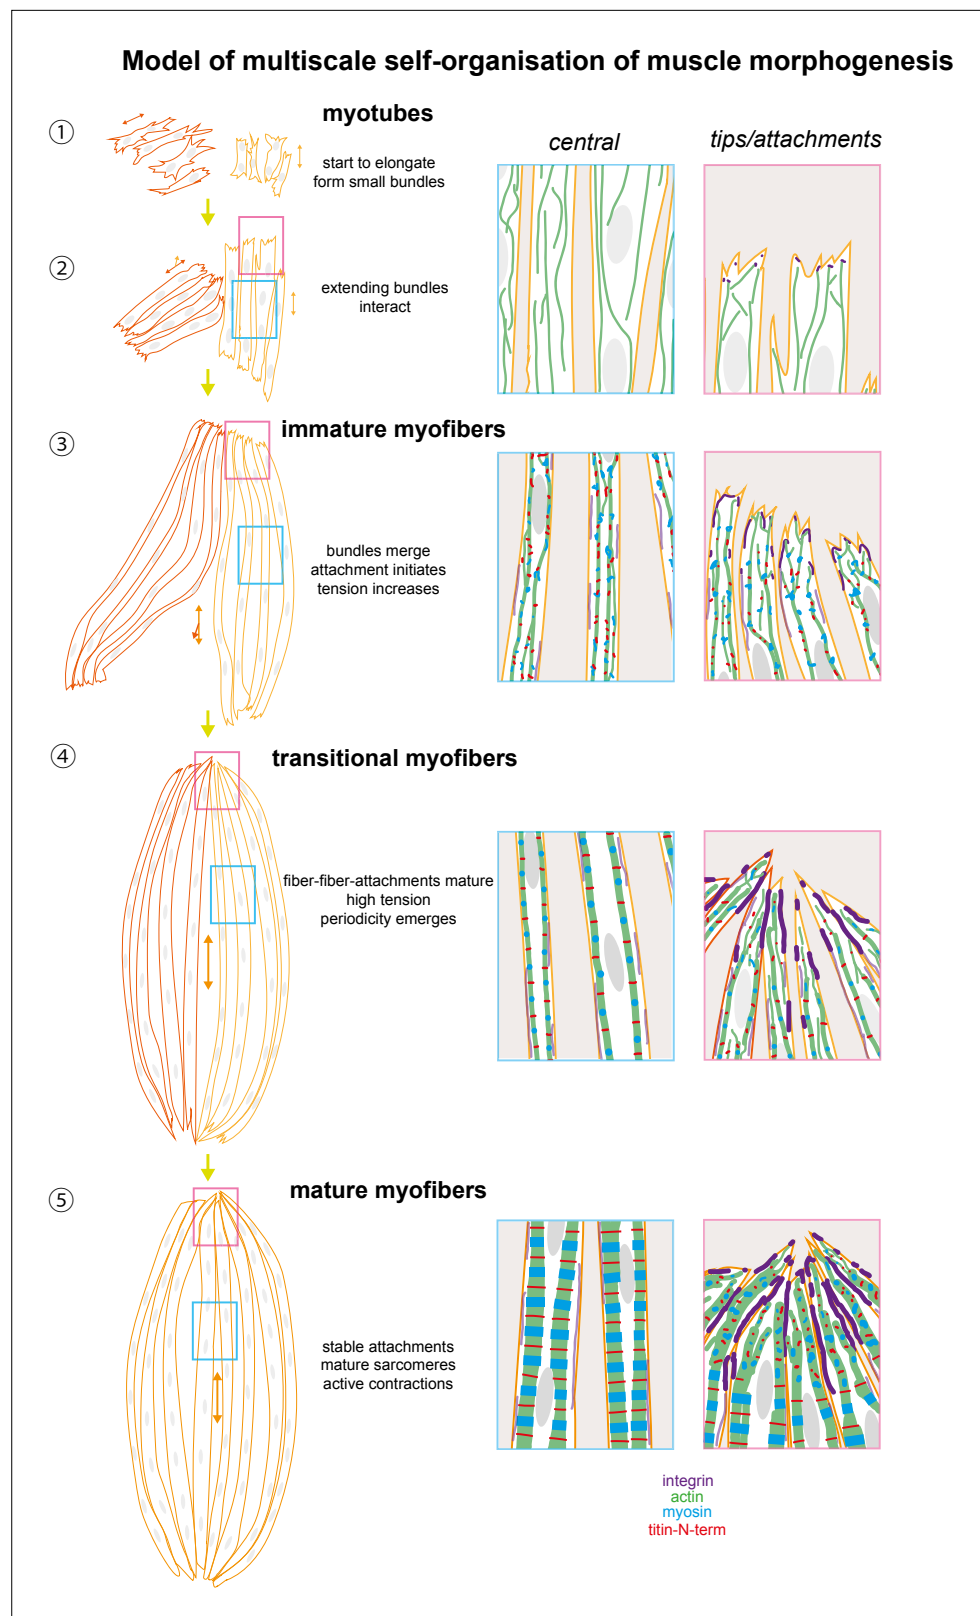 Model of multiscale self-organisation of muscle morphogenesis
① myotubes
central
tips/attachments
start to elongate
form small bundles
②
extending bundles
interact
③ immature myofibers
bundles merge
attachment initiates
tension increases
④ transitional myofibers
fiber-fiber-attachments mature
high tension
periodicity emerges
⑤ mature myofibers
stable attachments
mature sarcomeres
active contractions
integrin
actin
myosin
titin-N-term